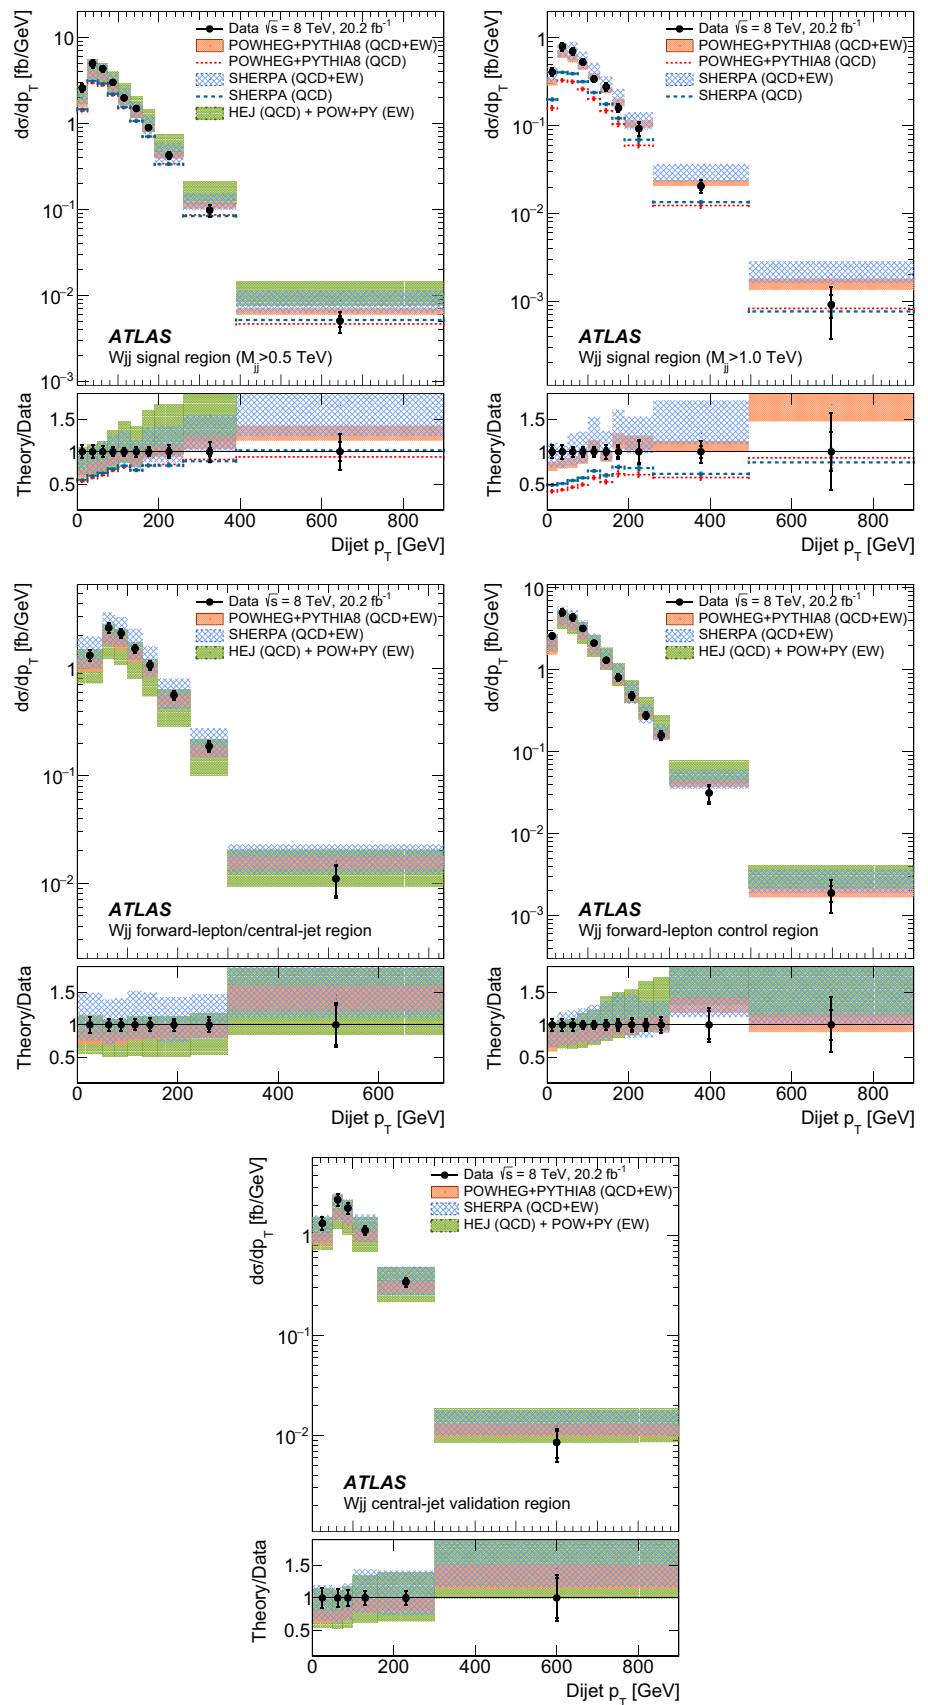 dσ/dp_T [fb/GeV]
Data √s = 8 TeV, 20.2 fb⁻¹
POWHEG+PYTHIA8 (QCD+EW)
POWHEG+PYTHIA8 (QCD)
SHERPA (QCD+EW)
SHERPA (QCD)
HEJ (QCD) + POW+PY (EW)
10
1
10⁻¹
10⁻²
10⁻³
ATLAS
Wjj signal region (M_jj>0.5 TeV)
Theory/Data
1.5
1
0.5
0 200 400 600 800
Dijet p_T [GeV]
dσ/dp_T [fb/GeV]
Data √s = 8 TeV, 20.2 fb⁻¹
POWHEG+PYTHIA8 (QCD+EW)
POWHEG+PYTHIA8 (QCD)
SHERPA (QCD+EW)
SHERPA (QCD)
1
10⁻¹
10⁻²
10⁻³
ATLAS
Wjj signal region (M_jj>1.0 TeV)
Theory/Data
1.5
1
0.5
0 200 400 600 800
Dijet p_T [GeV]
dσ/dp_T [fb/GeV]
Data √s = 8 TeV, 20.2 fb⁻¹
POWHEG+PYTHIA8 (QCD+EW)
SHERPA (QCD+EW)
HEJ (QCD) + POW+PY (EW)
1
10⁻¹
10⁻²
ATLAS
Wjj forward-lepton/central-jet region
Theory/Data
1.5
1
0.5
0 200 400 600
Dijet p_T [GeV]
dσ/dp_T [fb/GeV]
Data √s = 8 TeV, 20.2 fb⁻¹
POWHEG+PYTHIA8 (QCD+EW)
SHERPA (QCD+EW)
HEJ (QCD) + POW+PY (EW)
10
1
10⁻¹
10⁻²
10⁻³
ATLAS
Wjj forward-lepton control region
Theory/Data
1.5
1
0.5
0 200 400 600 800
Dijet p_T [GeV]
dσ/dp_T [fb/GeV]
Data √s = 8 TeV, 20.2 fb⁻¹
POWHEG+PYTHIA8 (QCD+EW)
SHERPA (QCD+EW)
HEJ (QCD) + POW+PY (EW)
1
10⁻¹
10⁻²
ATLAS
Wjj central-jet validation region
Theory/Data
1.5
1
0.5
0 200 400 600 800
Dijet p_T [GeV]